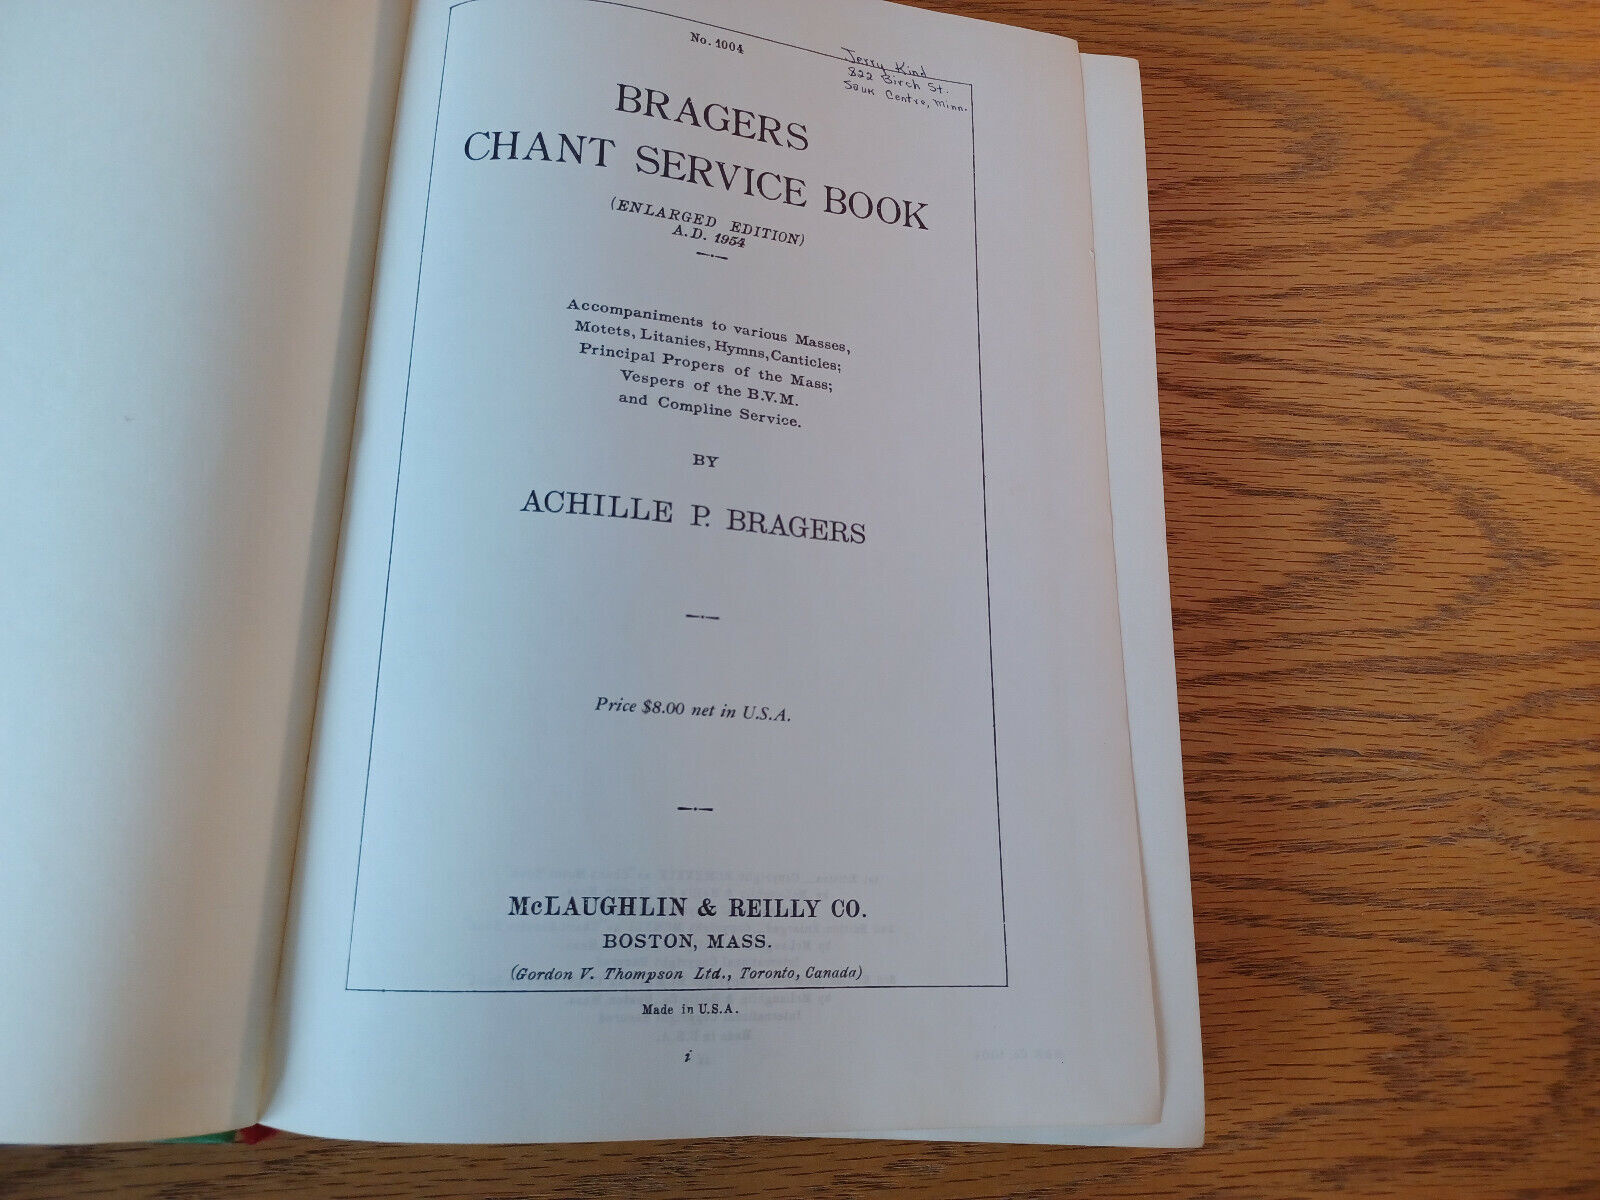 No. 1004
Jerry Kind
822 Birch St.
Sauk Centre, Minn.
BRAGERS
CHANT SERVICE BOOK
(ENLARGED EDITION)
A.D. 1954
Accompaniments to various Masses,
Motets, Litanies, Hymns, Canticles;
Principal Propers of the Mass;
Vespers of the B.V.M.
and Compline Service.
BY
ACHILLE P. BRAGERS
Price $8.00 net in U.S.A.
McLAUGHLIN & REILLY CO.
BOSTON, MASS.
(Gordon V. Thompson Ltd., Toronto, Canada)
Made in U.S.A.
i